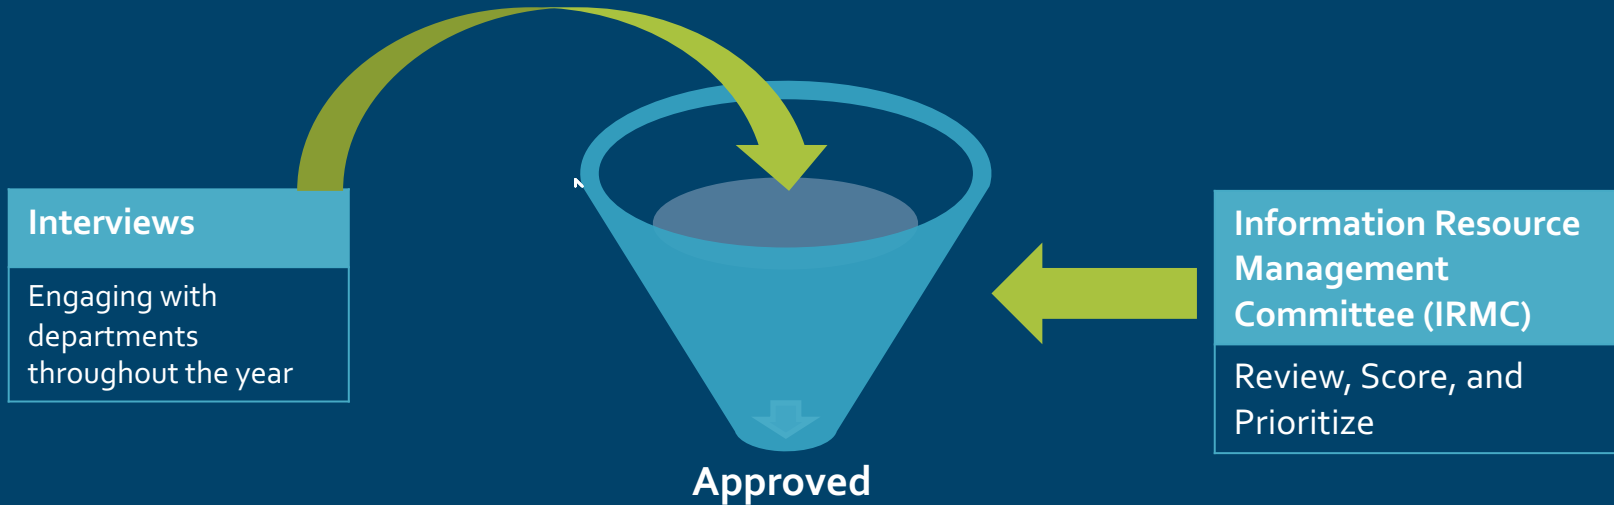 Interviews
Engaging with
departments
throughout the year
Information Resource
Management
Committee (IRMC)
Review, Score, and
Prioritize
Approved